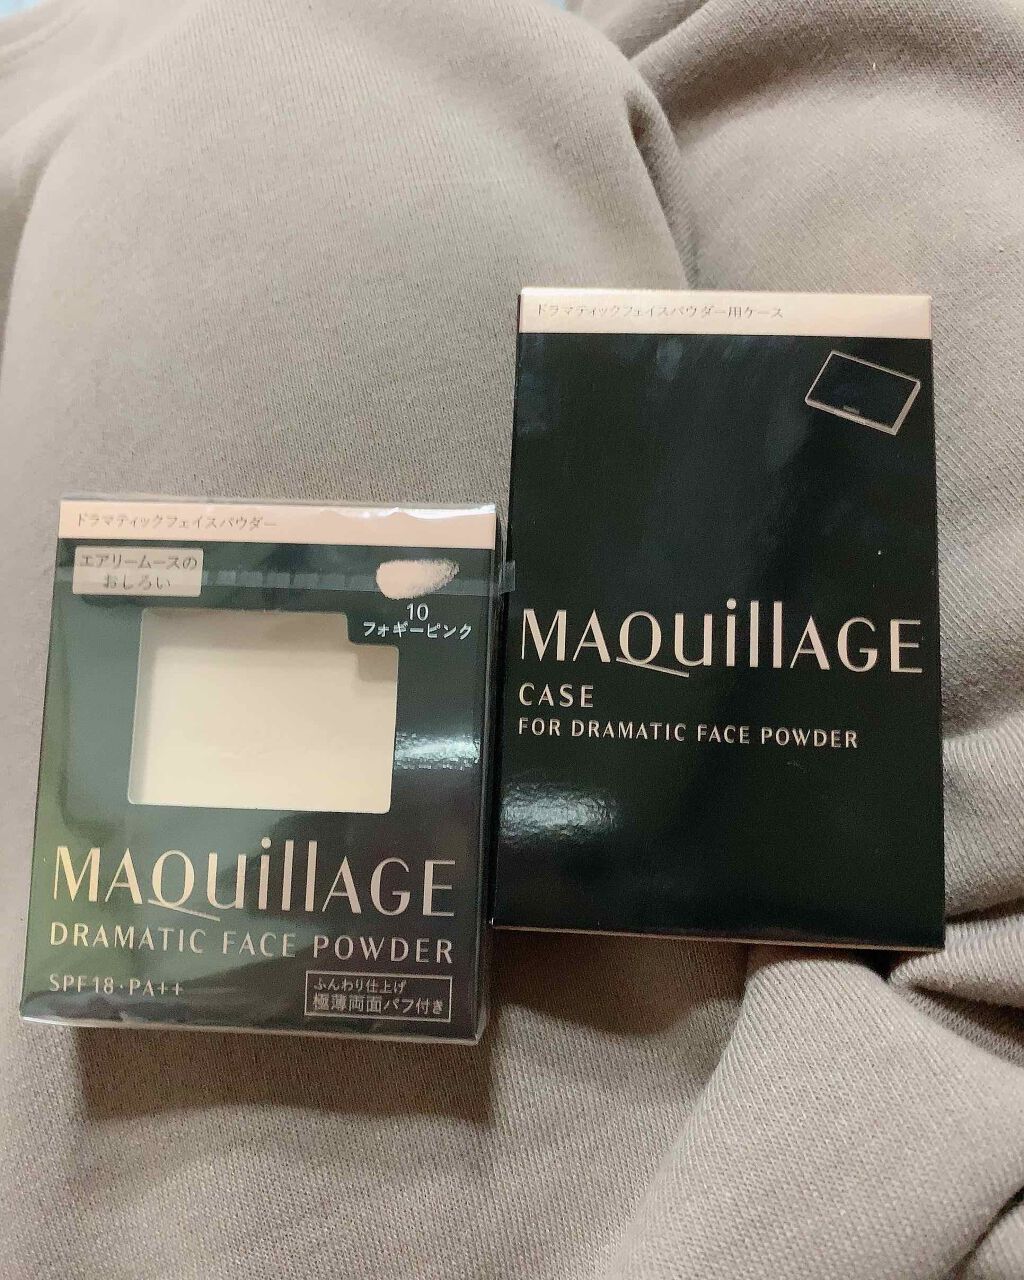 ドラマティックフェイスパウダー
エアリームースの
おしろい
10
フォギーピンク
MAQuillAGE
DRAMATIC FACE POWDER
SPF18・PA++
ふんわり仕上げ
極薄両面パフ付き
ドラマティックフェイスパウダー用ケース
MAQuillAGE
CASE
FOR DRAMATIC FACE POWDER